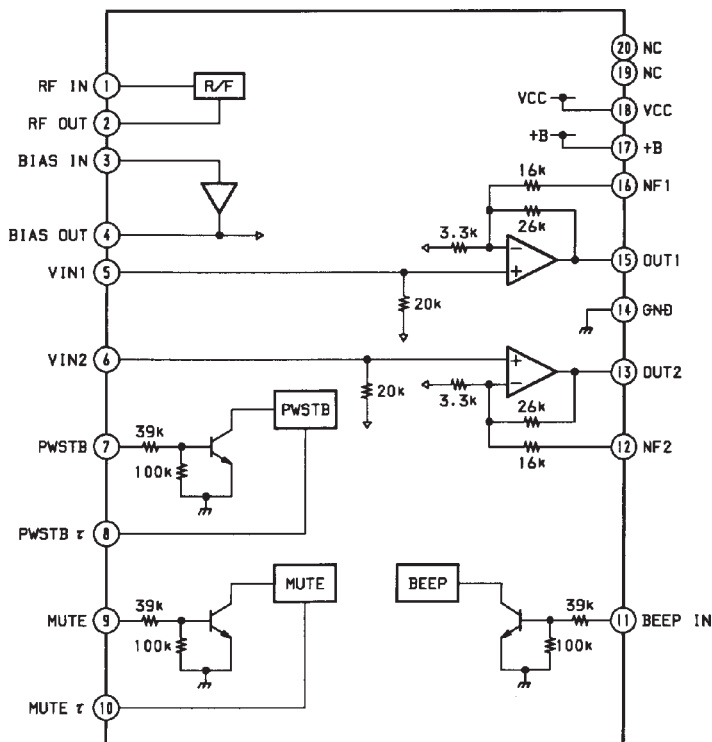 20 NC
19 NC
RF IN 1
R/F
VCC
18 VCC
RF OUT 2
+B
17 +B
BIAS IN 3
16k
16 NF1
26k
3.3k
BIAS OUT 4
−
+
15 OUT1
VIN1 5
20k
14 GND
VIN2 6
+
−
13 OUT2
3.3k
20k
26k
PWSTB
39k
PWSTB 7
100k
16k
12 NF2
PWSTB τ 8
MUTE
BEEP
39k
MUTE 9
100k
39k
11 BEEP IN
100k
MUTE τ 10